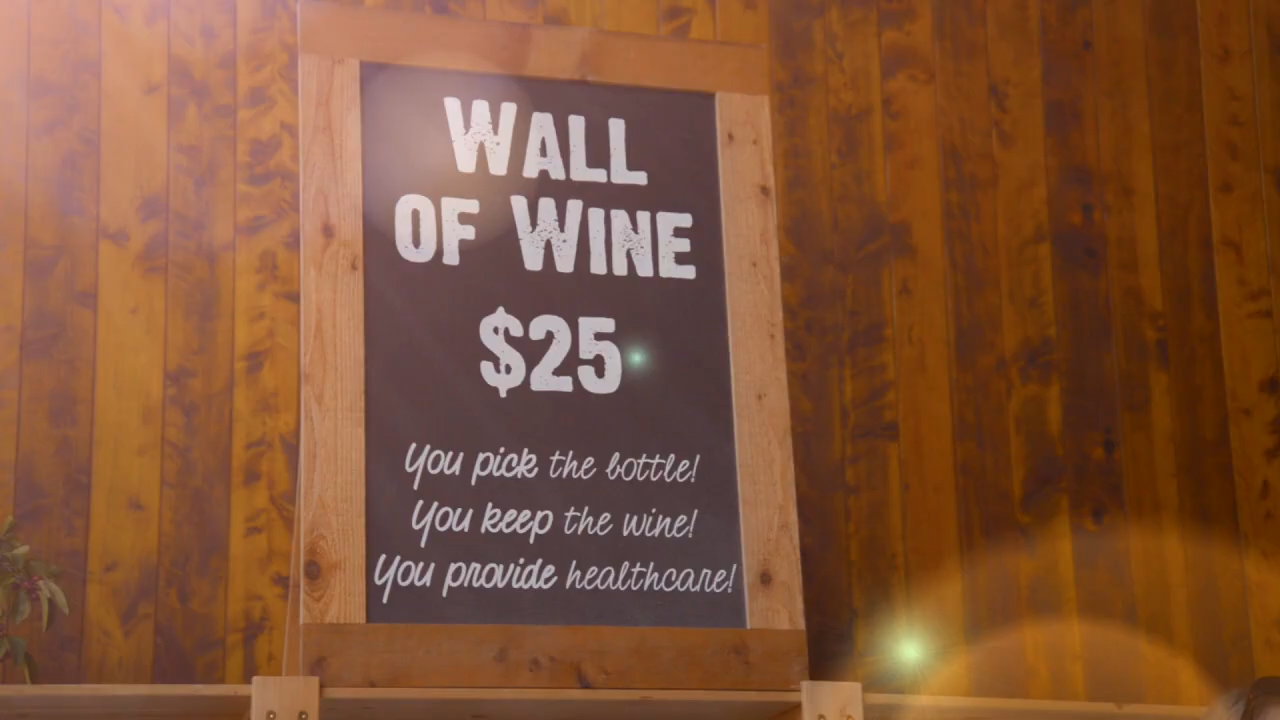 WALL
OF WINE
$25
You pick the bottle!
You keep the wine!
You provide healthcare!